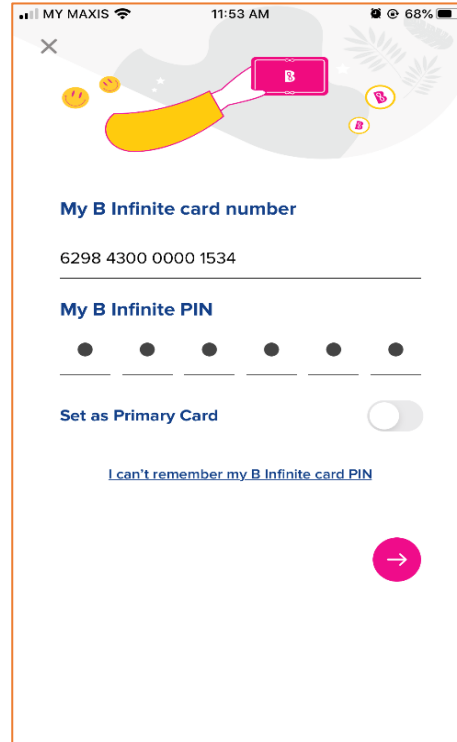 MY MAXIS 11:53 AM 68%
B
B
B
My B Infinite card number
6298 4300 0000 1534
My B Infinite PIN
Set as Primary Card
I can't remember my B Infinite card PIN